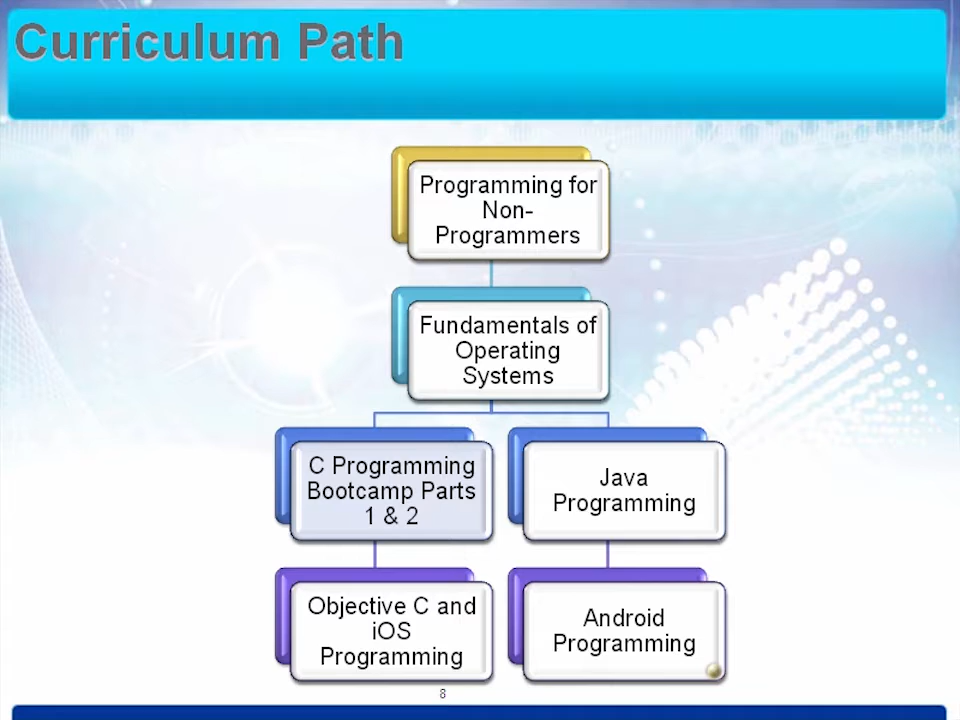 Curriculum Path
Programming for
Non-
Programmers
Fundamentals of
Operating
Systems
C Programming
Bootcamp Parts
1 & 2
Java
Programming
Objective C and
iOS
Programming
Android
Programming
8